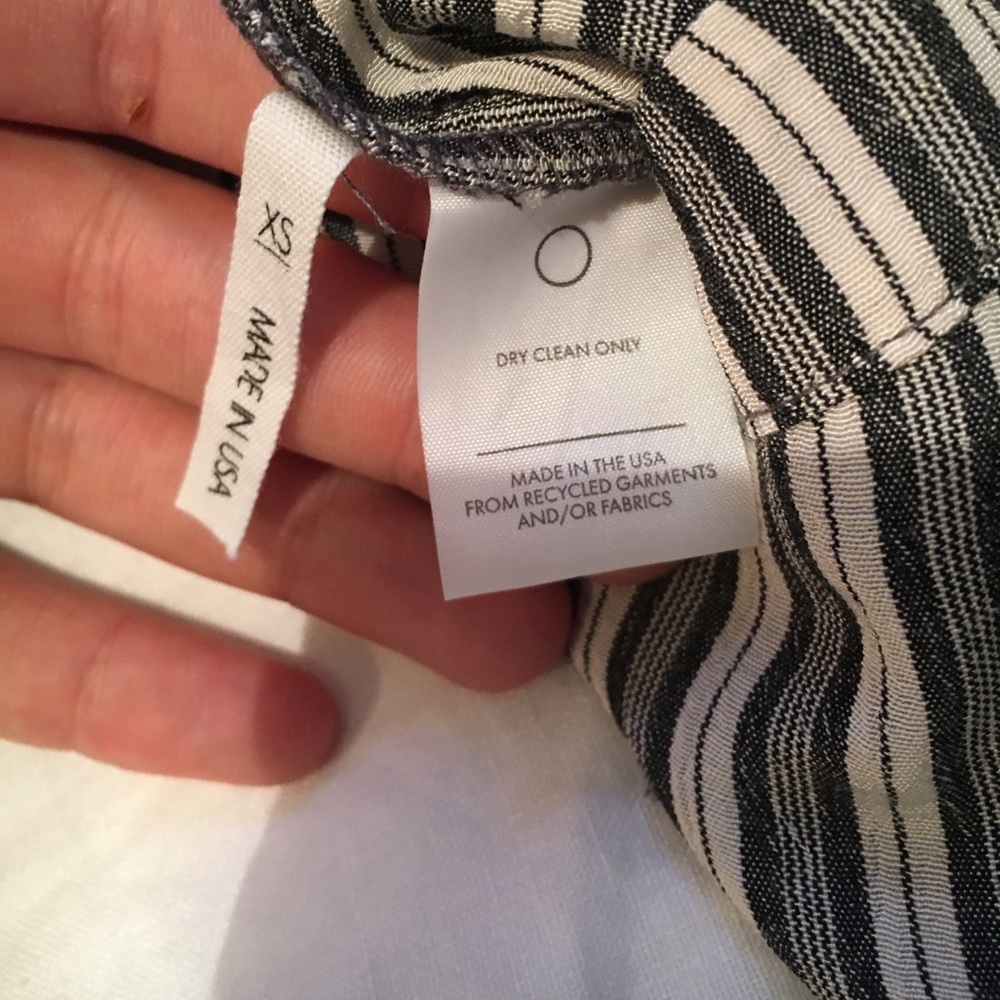 XS/
MADE IN USA
DRY CLEAN ONLY
MADE IN THE USA
FROM RECYCLED GARMENTS
AND/OR FABRICS